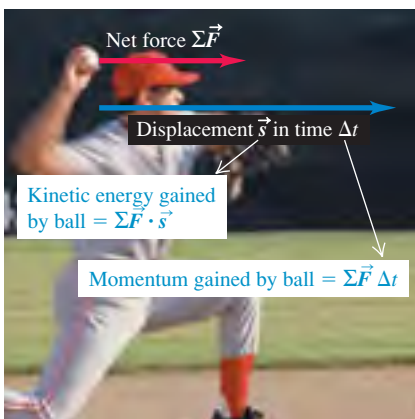 Net force ΣF⃗
Displacement s⃗ in time Δt
Kinetic energy gained
by ball = ΣF⃗ · s⃗
Momentum gained by ball = ΣF⃗ Δt